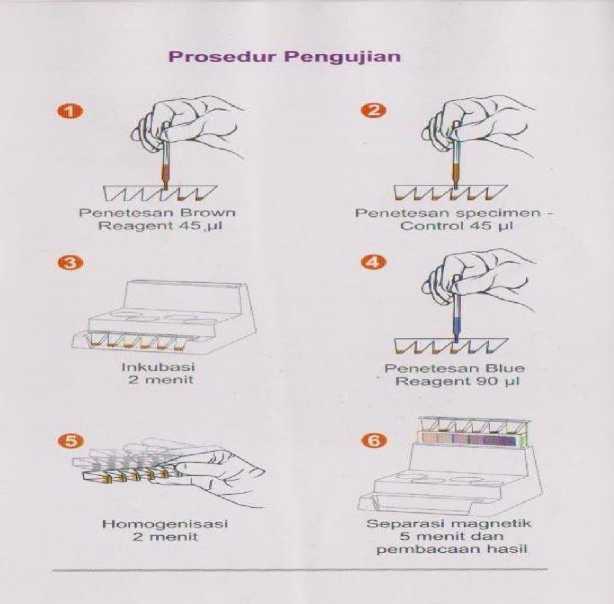 Prosedur Pengujian
1
2
Penetesan Brown
Reagent 45,µl
Penetesan specimen -
Control 45 µl
3
4
Inkubasi
2 menit
Penetesan Blue
Reagent 90 µl
5
6
Homogenisasi
2 menit
Separasi magnetik
5 menit dan
pembacaan hasil